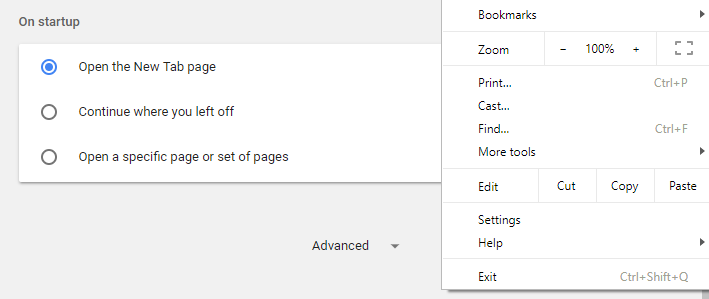 On startup
Open the New Tab page
Continue where you left off
Open a specific page or set of pages
Advanced
Bookmarks
Zoom - 100% +
Print... Ctrl+P
Cast...
Find... Ctrl+F
More tools
Edit Cut Copy Paste
Settings
Help
Exit Ctrl+Shift+Q